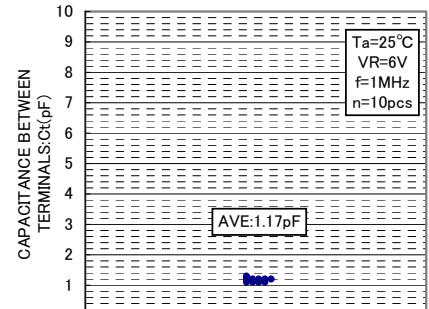 CAPACITANCE BETWEEN
TERMINALS:Ct(pF)
10
9
8
7
6
5
4
3
2
1
Ta=25℃
VR=6V
f=1MHz
n=10pcs
AVE:1.17pF